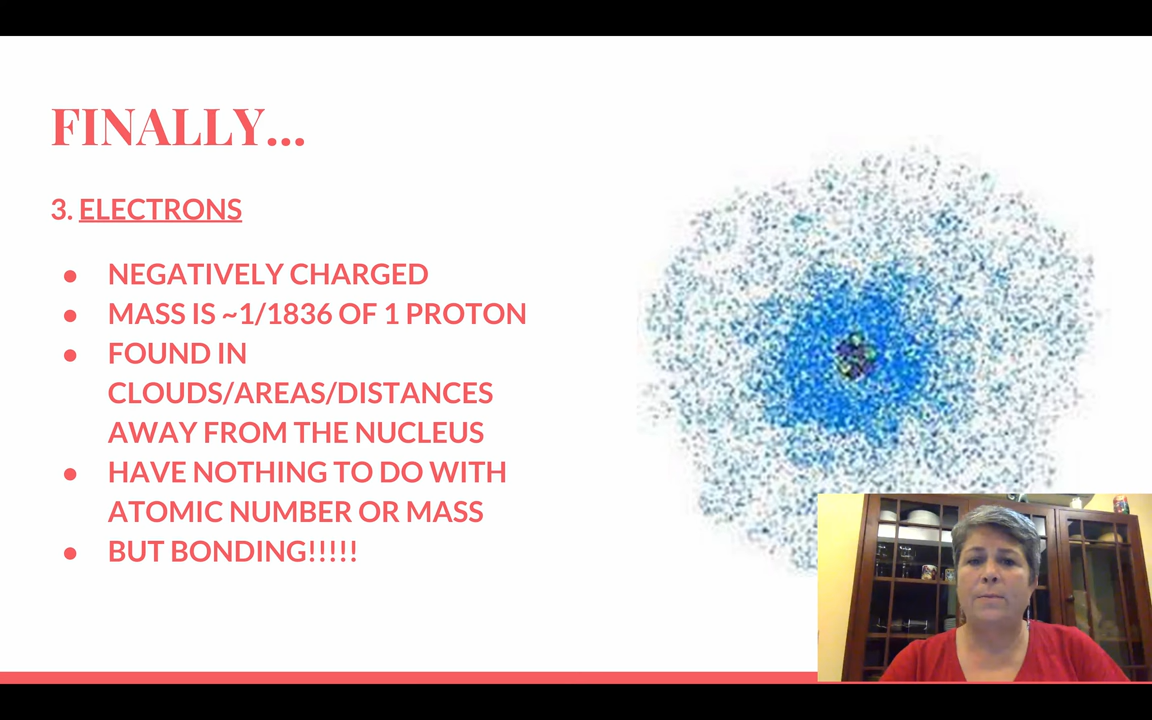 FINALLY...
3. ELECTRONS
● NEGATIVELY CHARGED
● MASS IS ~1/1836 OF 1 PROTON
● FOUND IN
CLOUDS/AREAS/DISTANCES
AWAY FROM THE NUCLEUS
● HAVE NOTHING TO DO WITH
ATOMIC NUMBER OR MASS
● BUT BONDING!!!!!